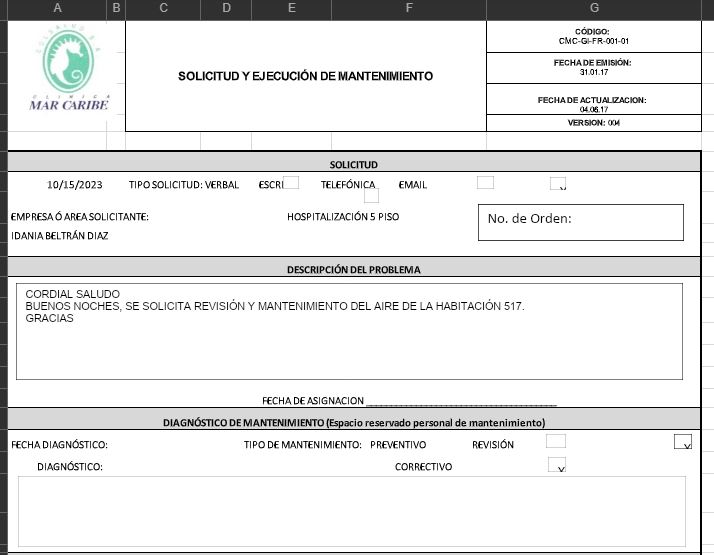 A B C D E F G
CLÍNICA
MAR CARIBE
SOLICITUD Y EJECUCIÓN DE MANTENIMIENTO
CÓDIGO:
CMC-GI-FR-001-01
FECHA DE EMISIÓN:
31.01.17
FECHA DE ACTUALIZACION:
04.06.17
VERSION: 004
SOLICITUD
10/15/2023 TIPO SOLICITUD: VERBAL ESCRI TELEFÓNICA EMAIL
EMPRESA Ó AREA SOLICITANTE: HOSPITALIZACIÓN 5 PISO
No. de Orden:
IDANIA BELTRÁN DIAZ
DESCRIPCIÓN DEL PROBLEMA
CORDIAL SALUDO
BUENOS NOCHES, SE SOLICITA REVISIÓN Y MANTENIMIENTO DEL AIRE DE LA HABITACIÓN 517.
GRACIAS
FECHA DE ASIGNACION
DIAGNÓSTICO DE MANTENIMIENTO (Espacio reservado personal de mantenimiento)
FECHA DIAGNÓSTICO: TIPO DE MANTENIMIENTO: PREVENTIVO REVISIÓN
DIAGNÓSTICO: CORRECTIVO